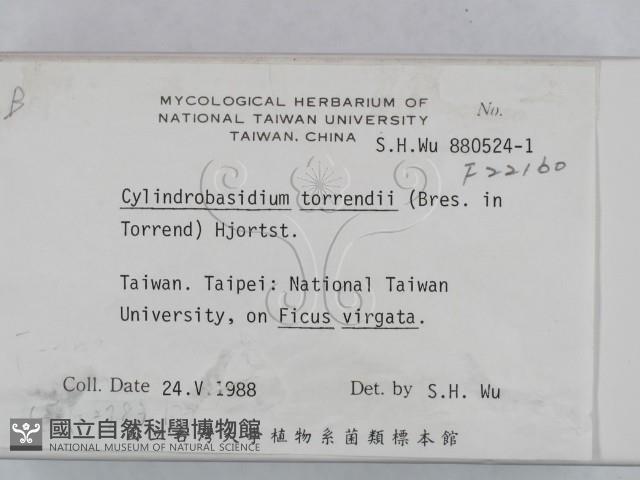 B
MYCOLOGICAL HERBARIUM OF
NATIONAL TAIWAN UNIVERSITY
TAIWAN. CHINA
No.
S.H.Wu 880524-1
F22160
Cylindrobasidium torrendii (Bres. in
Torrend) Hjortst.
Taiwan. Taipei: National Taiwan
University, on Ficus virgata.
Coll. Date 24.V.1988
Det. by S.H. Wu
植物系菌類標本館
國立自然科學博物館
NATIONAL MUSEUM OF NATURAL SCIENCE